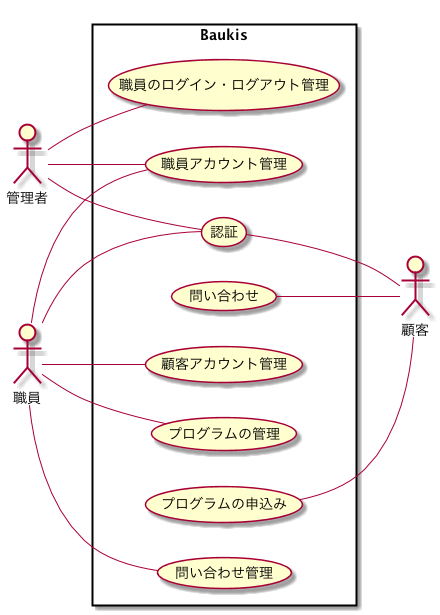 Baukis
職員のログイン・ログアウト管理
職員アカウント管理
管理者
認証
問い合わせ
顧客
顧客アカウント管理
職員
プログラムの管理
プログラムの申込み
問い合わせ管理